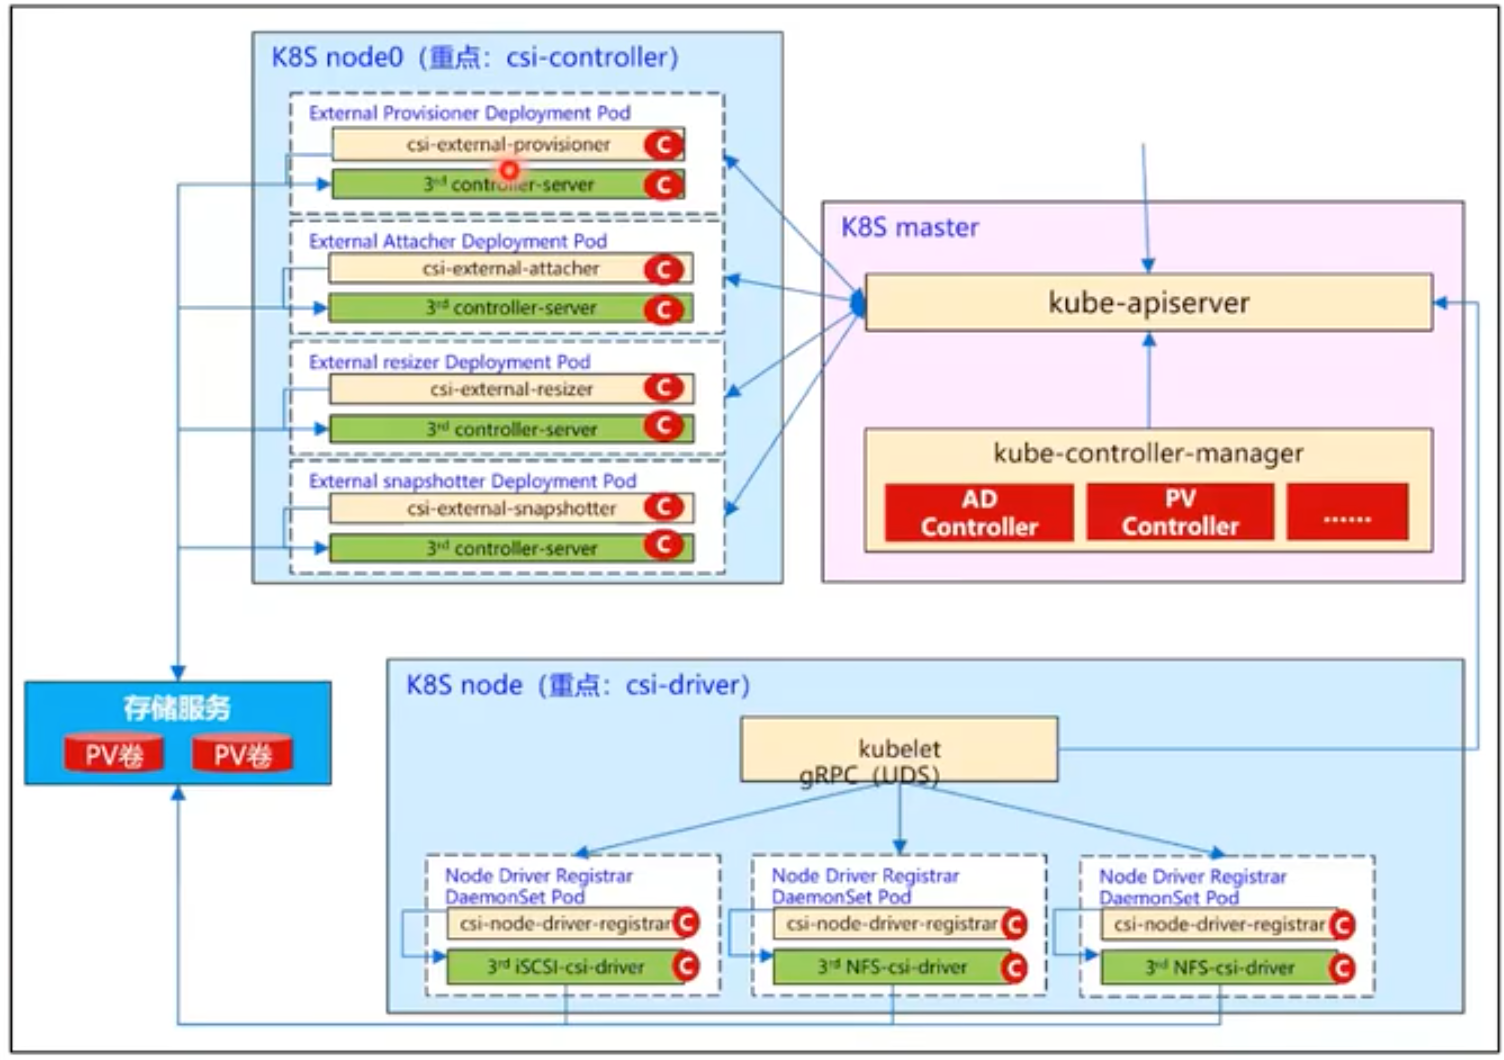 K8S node0（重点：csi-controller）
External Provisioner Deployment Pod
csi-external-provisioner
C
3rd controller-server
C
External Attacher Deployment Pod
csi-external-attacher
C
3rd controller-server
C
External resizer Deployment Pod
csi-external-resizer
C
3rd controller-server
C
External snapshotter Deployment Pod
csi-external-snapshotter
C
3rd controller-server
C
K8S master
kube-apiserver
kube-controller-manager
AD
Controller
PV
Controller
......
存储服务
PV卷
PV卷
K8S node（重点：csi-driver）
kubelet
gRPC（UDS）
Node Driver Registrar
DaemonSet Pod
csi-node-driver-registrar
C
3rd iSCSI-csi-driver
C
Node Driver Registrar
DaemonSet Pod
csi-node-driver-registrar
C
3rd NFS-csi-driver
C
Node Driver Registrar
DaemonSet Pod
csi-node-driver-registrar
C
3rd NFS-csi-driver
C